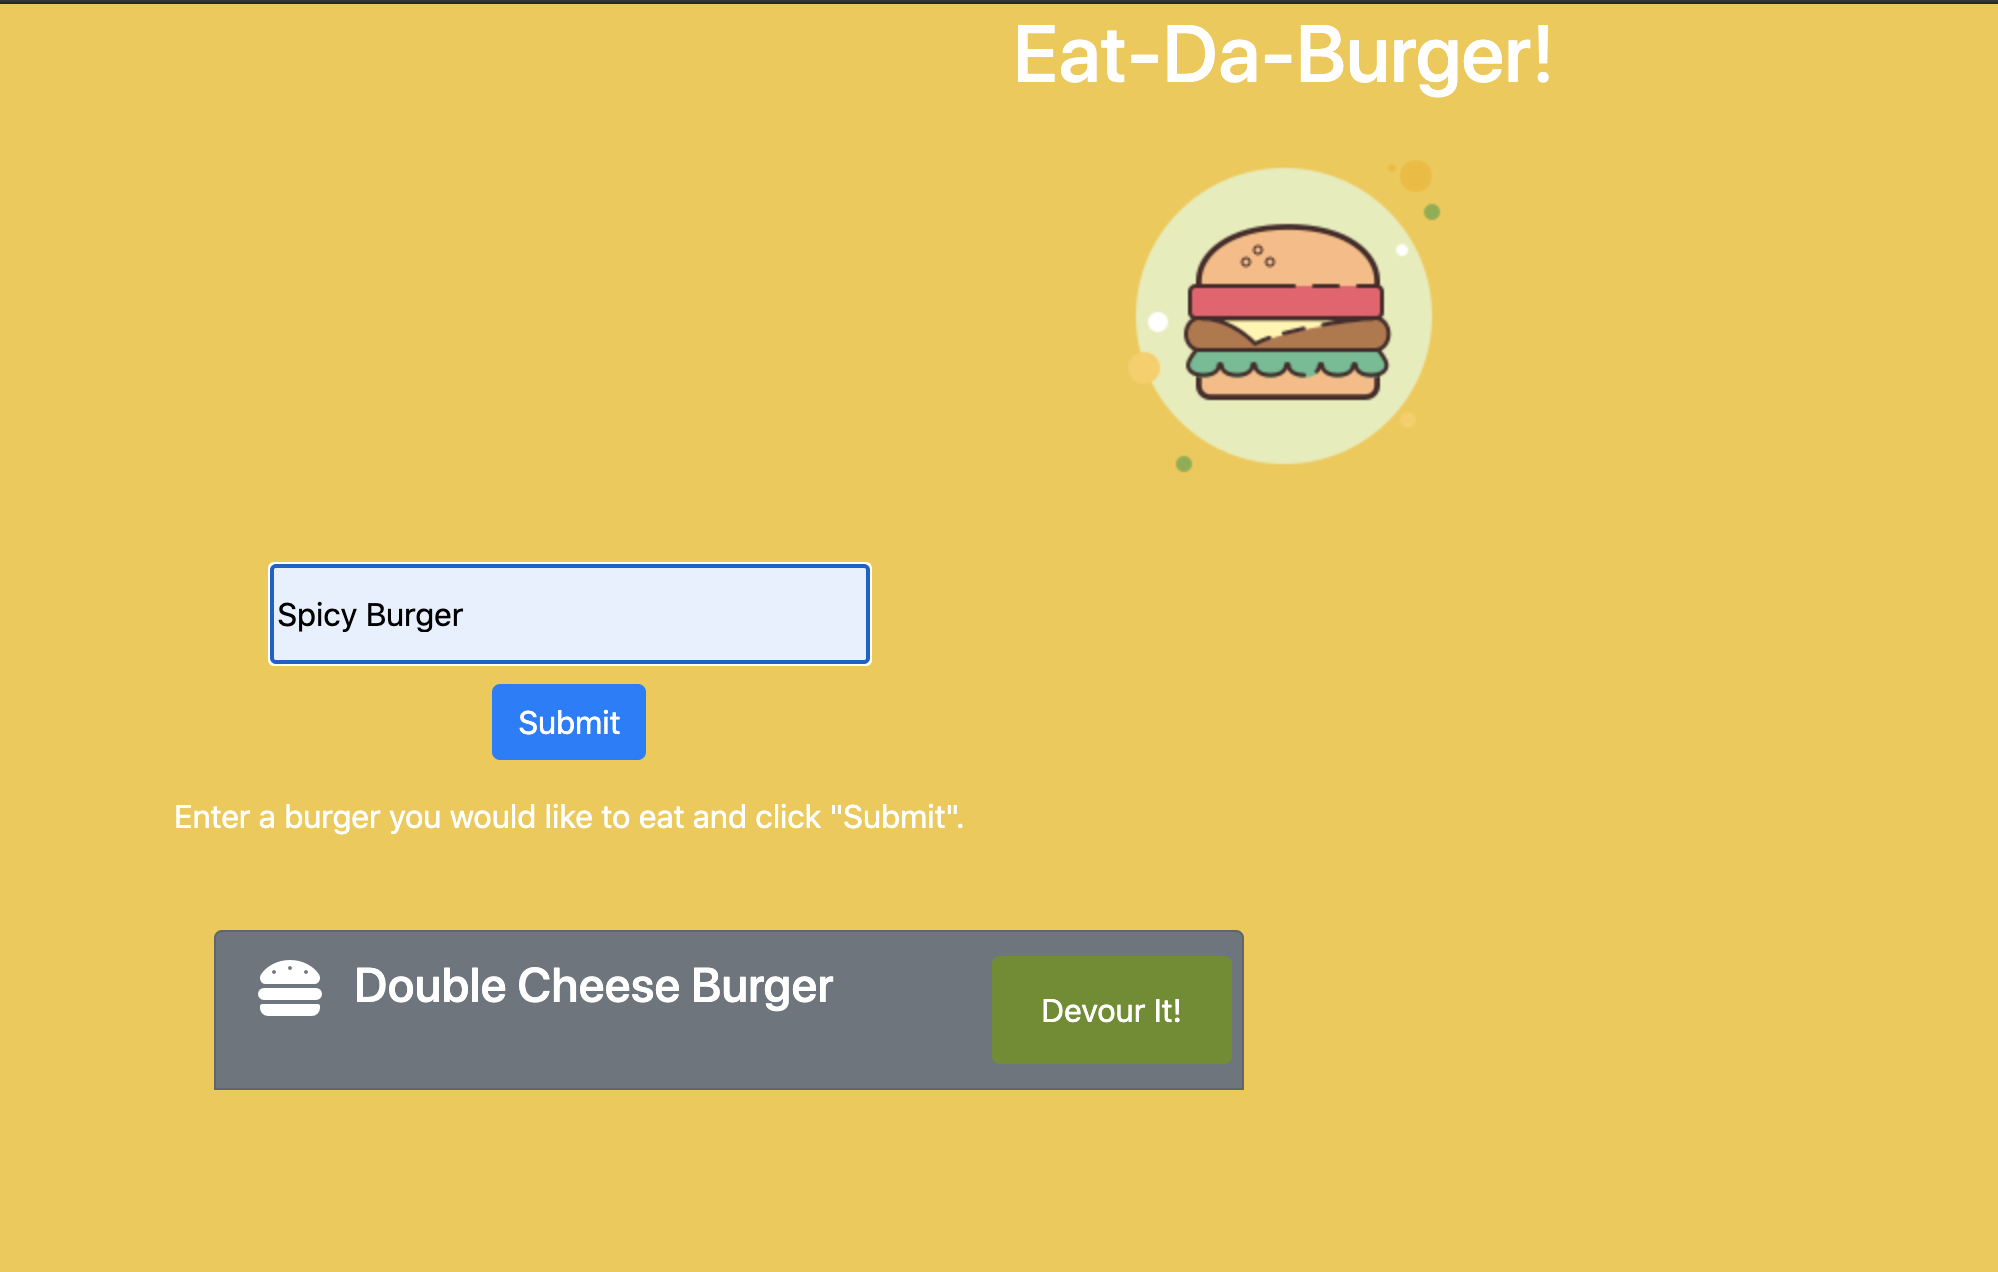 Eat-Da-Burger!
Spicy Burger
Submit
Enter a burger you would like to eat and click "Submit".
Double Cheese Burger
Devour It!